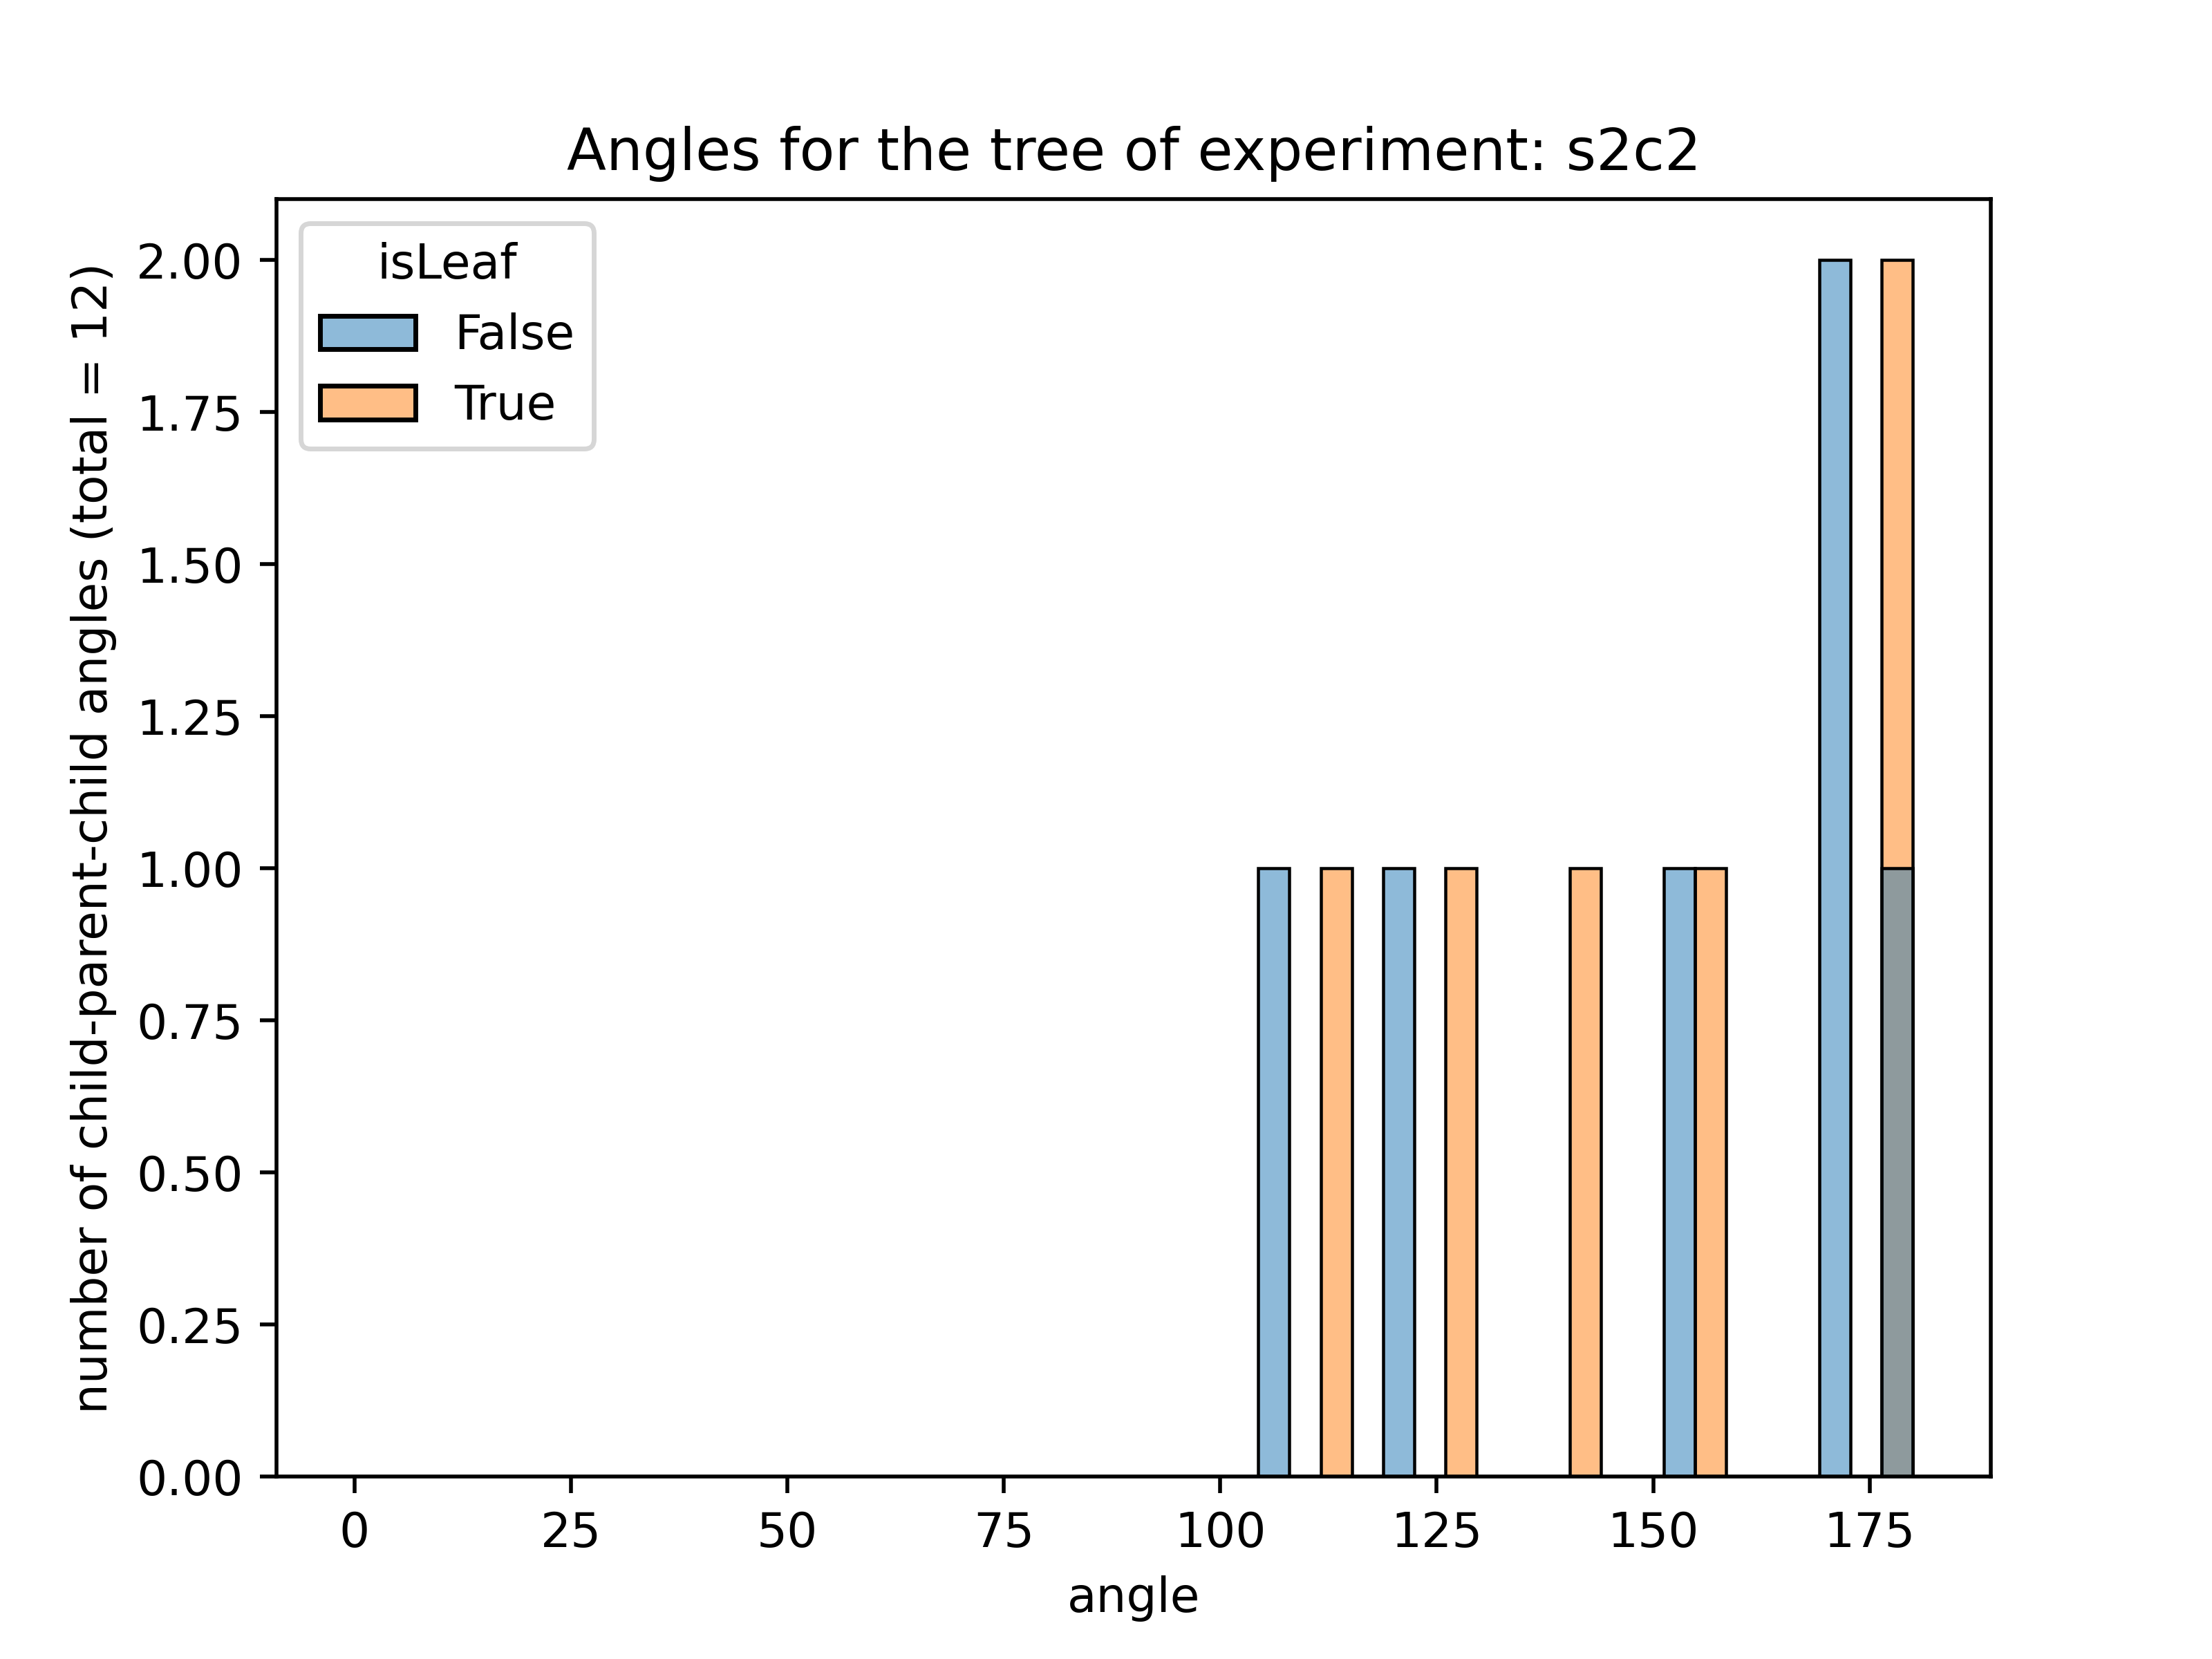 Angles for the tree of experiment: s2c2
isLeaf
False
True
number of child-parent-child angles (total = 12)
2.00
1.75
1.50
1.25
1.00
0.75
0.50
0.25
0.00
0 25 50 75 100 125 150 175
angle